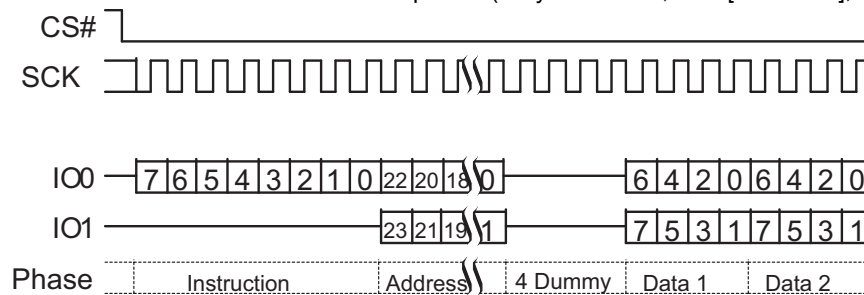 CS#
SCK
IO0 7 6 5 4 3 2 1 0 22 20 18 0 6 4 2 0 6 4 2 0
IO1 23 21 19 1 7 5 3 1 7 5 3 1
Phase Instruction Address 4 Dummy Data 1 Data 2